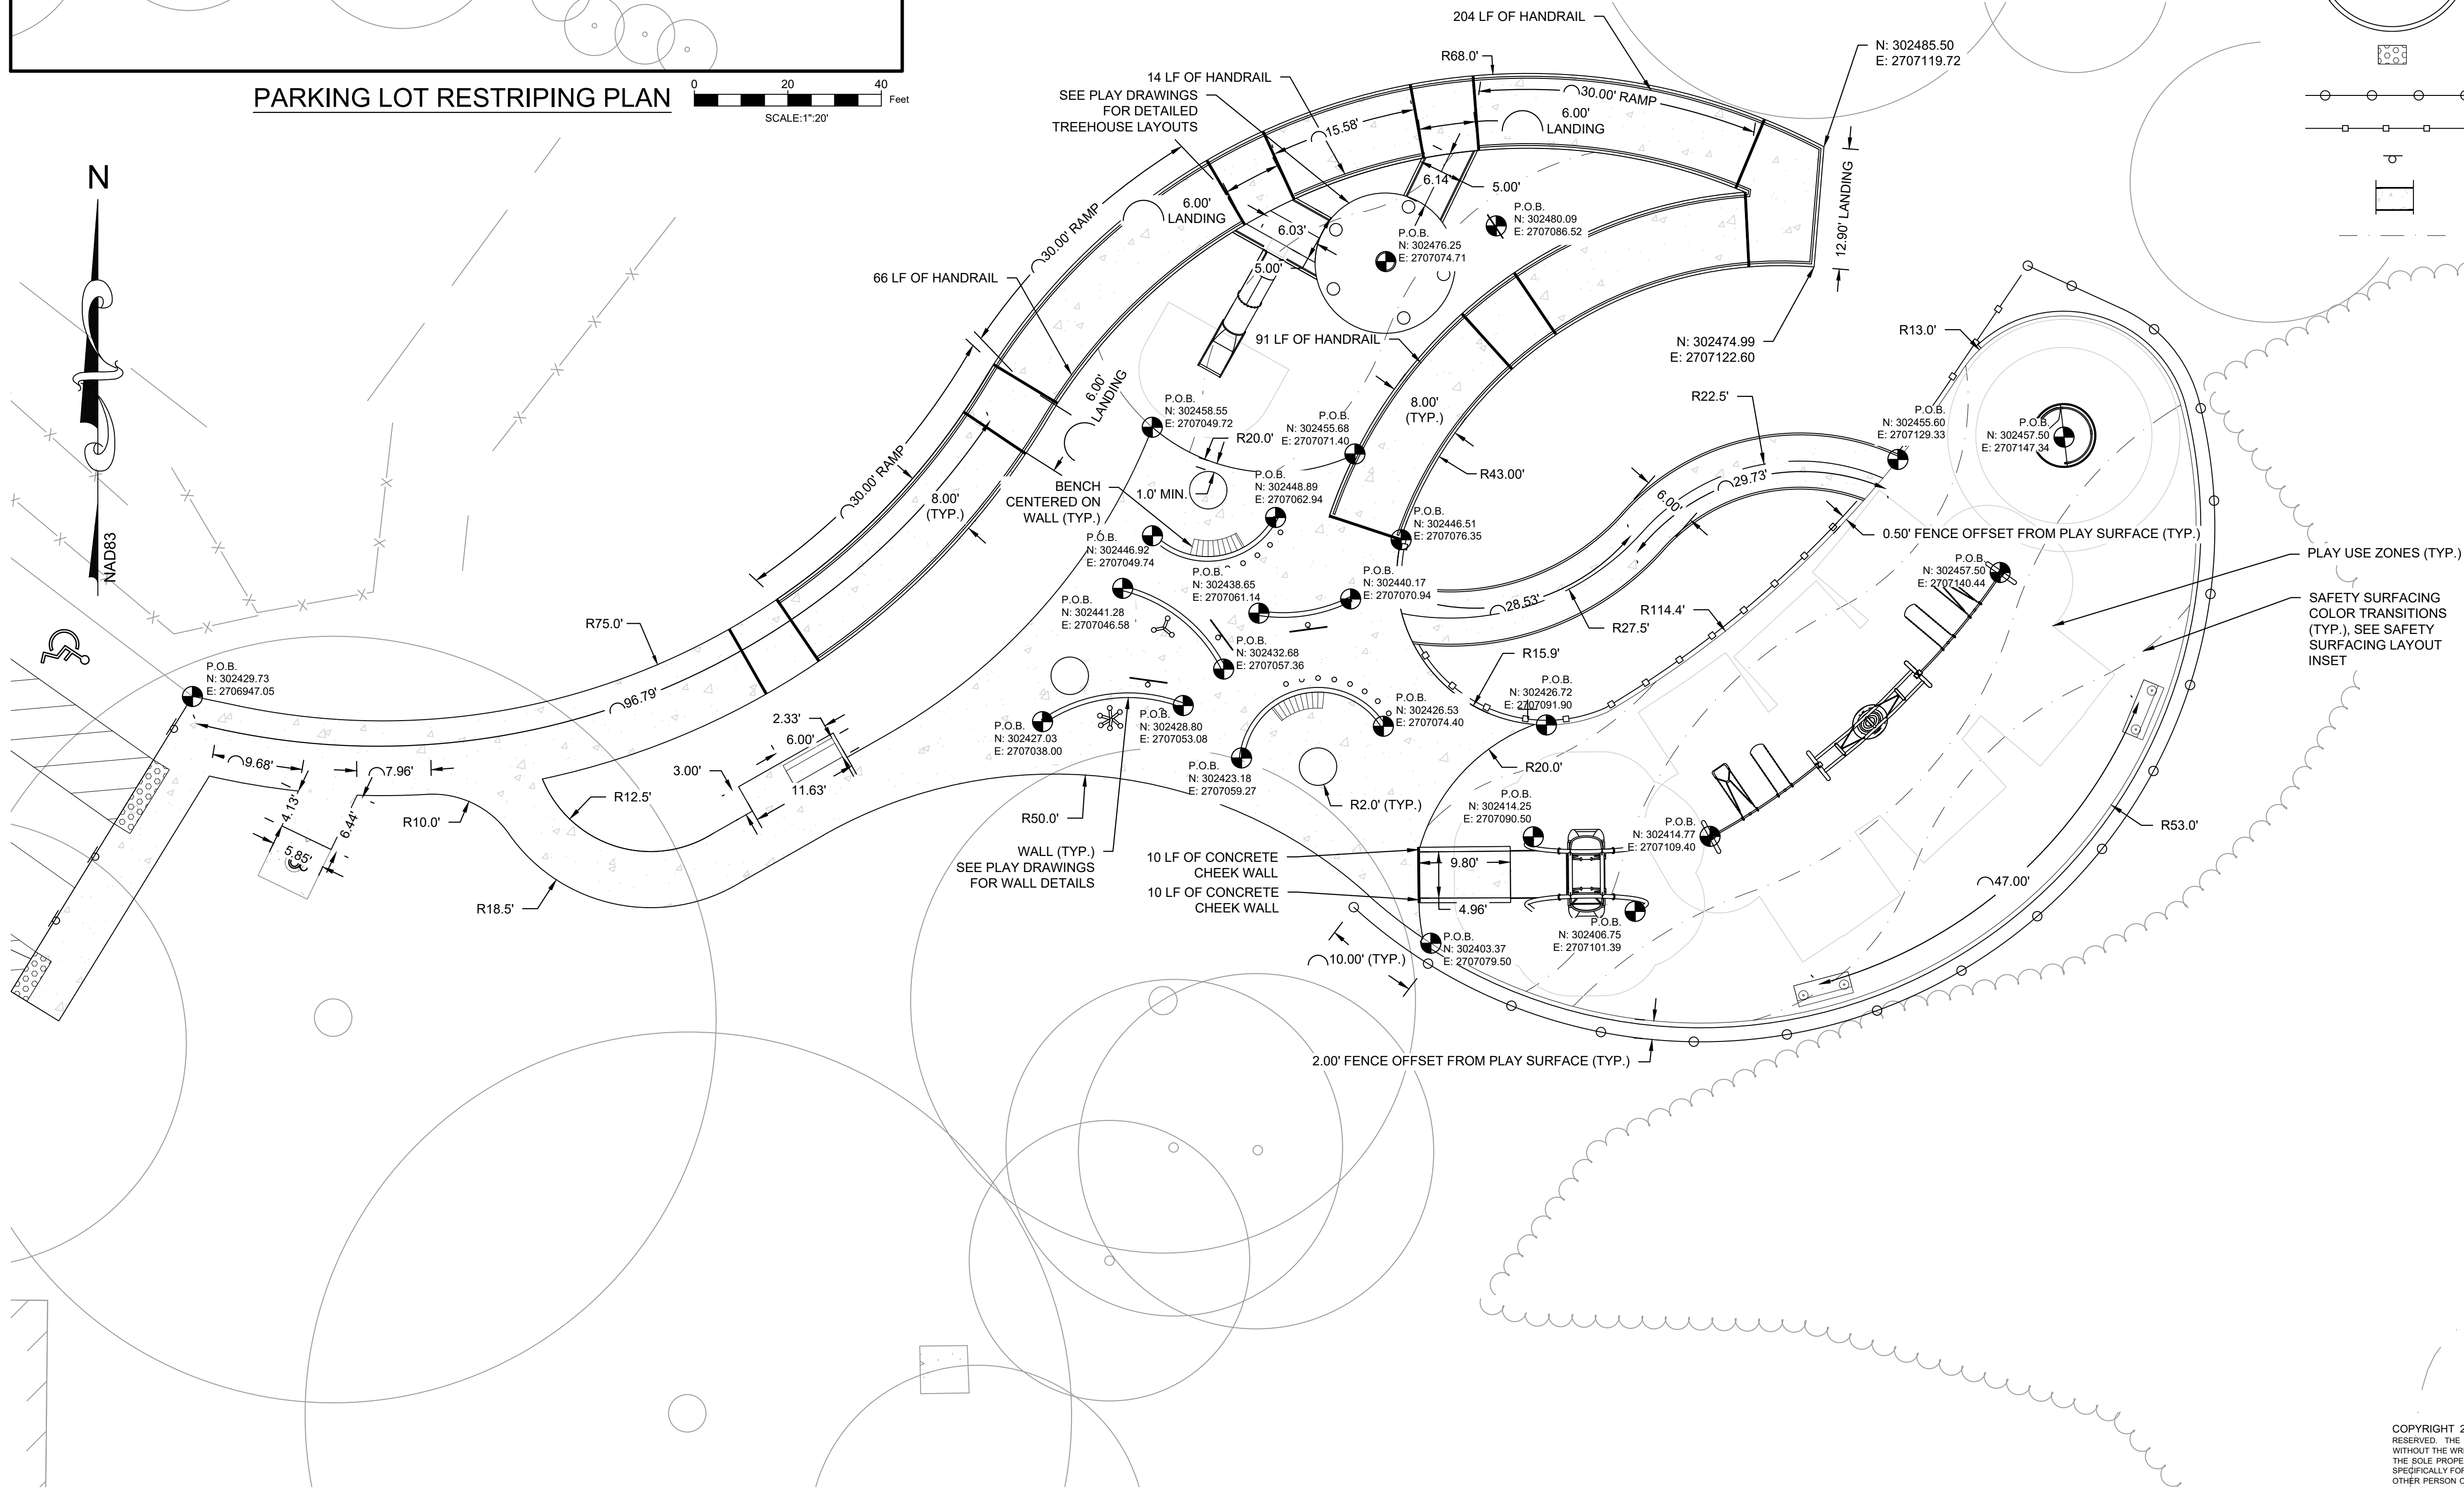 PARKING LOT RESTRIPING PLAN
0 20 40
Feet
SCALE:1":20'
N
NAD83
204 LF OF HANDRAIL
R68.0'
N: 302485.50
E: 2707119.72
14 LF OF HANDRAIL
SEE PLAY DRAWINGS
FOR DETAILED
TREEHOUSE LAYOUTS
30.00' RAMP
6.00'
LANDING
15.58'
12.90' LANDING
6.14'
5.00'
30.00' RAMP
6.00'
LANDING
6.03'
5.00'
P.O.B.
N: 302480.09
E: 2707086.52
P.O.B.
N: 302476.25
E: 2707074.71
66 LF OF HANDRAIL
91 LF OF HANDRAIL
N: 302474.99
E: 2707122.60
R13.0'
6.00'
LANDING
P.O.B.
N: 302458.55
E: 2707049.72
R20.0'
P.O.B.
N: 302455.68
E: 2707071.40
8.00'
(TYP.)
R22.5'
P.O.B.
N: 302455.60
E: 2707129.33
P.O.B.
N: 302457.50
E: 2707147.34
30.00' RAMP
8.00'
(TYP.)
BENCH
CENTERED ON
WALL (TYP.)
1.0' MIN.
P.O.B.
N: 302448.89
E: 2707062.94
R43.00'
29.73'
6.00'
P.O.B.
N: 302446.51
E: 2707076.35
0.50' FENCE OFFSET FROM PLAY SURFACE (TYP.)
P.O.B.
N: 302446.92
E: 2707049.74
P.O.B.
N: 302457.50
E: 2707140.44
PLAY USE ZONES (TYP.)
P.O.B.
N: 302438.65
E: 2707061.14
P.O.B.
N: 302440.17
E: 2707070.94
P.O.B.
N: 302441.28
E: 2707046.58
28.53'
R114.4'
R27.5'
SAFETY SURFACING
COLOR TRANSITIONS
(TYP.), SEE SAFETY
SURFACING LAYOUT
INSET
R75.0'
P.O.B.
N: 302432.68
E: 2707057.36
R15.9'
P.O.B.
N: 302429.73
E: 2706947.05
96.79'
P.O.B.
N: 302426.72
E: 2707091.90
P.O.B.
N: 302426.53
E: 2707074.40
P.O.B.
N: 302427.03
E: 2707038.00
P.O.B.
N: 302428.80
E: 2707053.08
2.33'
6.00'
3.00'
11.63'
9.68'
7.96'
4.13'
6.44'
5.85'
R10.0'
R12.5'
R18.5'
R50.0'
P.O.B.
N: 302423.18
E: 2707059.27
R20.0'
R2.0' (TYP.)
P.O.B.
N: 302414.25
E: 2707090.50
P.O.B.
N: 302414.77
E: 2707109.40
R53.0'
WALL (TYP.)
SEE PLAY DRAWINGS
FOR WALL DETAILS
10 LF OF CONCRETE
CHEEK WALL
10 LF OF CONCRETE
CHEEK WALL
9.80'
4.96'
47.00'
P.O.B.
N: 302406.75
E: 2707101.39
P.O.B.
N: 302403.37
E: 2707079.50
10.00' (TYP.)
2.00' FENCE OFFSET FROM PLAY SURFACE (TYP.)
COPYRIGHT 2
RESERVED. THE
WITHOUT THE WR
THE SOLE PROPE
SPECIFICALLY FOR
OTHER PERSON O